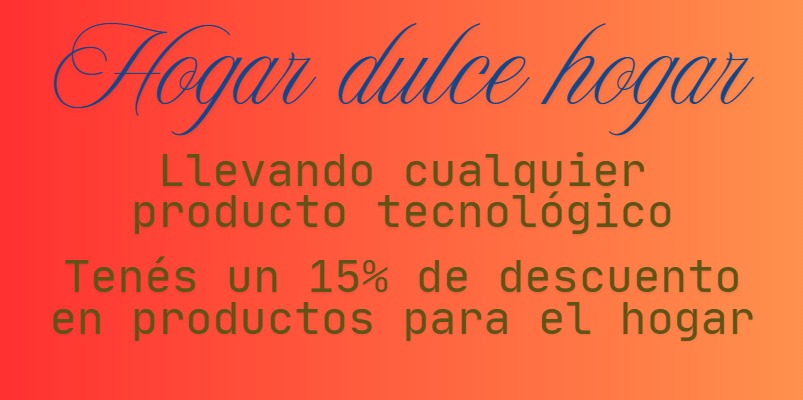 Hogar dulce hogar
Llevando cualquier
producto tecnológico
Tenés un 15% de descuento
en productos para el hogar